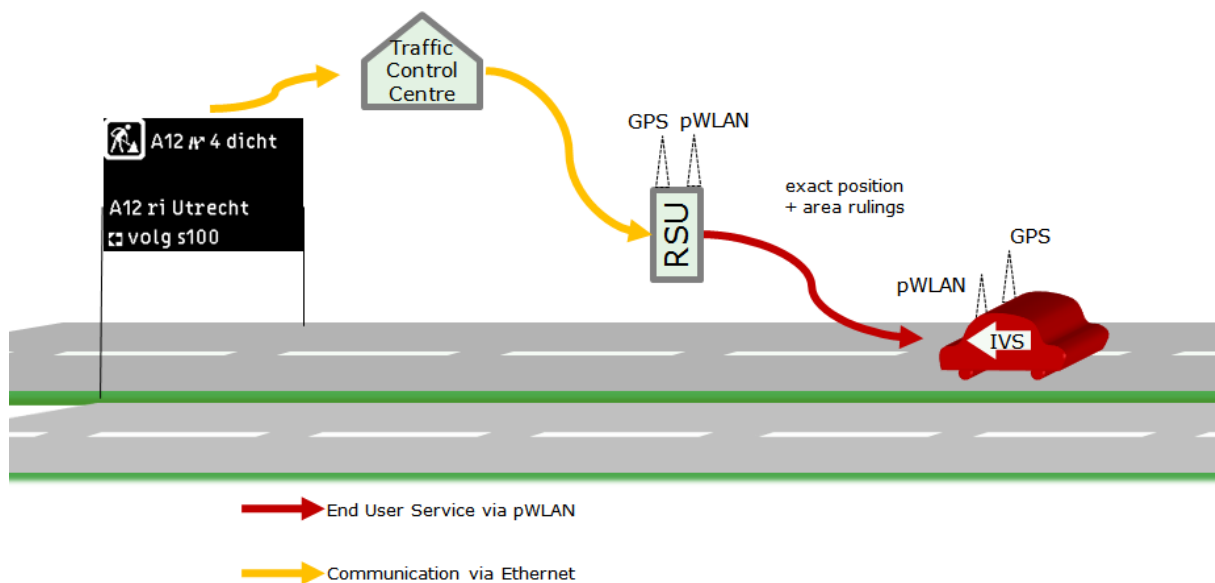 Traffic
Control
Centre
A12 4 dicht
A12 ri Utrecht
volg s100
GPS pWLAN
RSU
exact position
+ area rulings
GPS
pWLAN
IVS
End User Service via pWLAN
Communication via Ethernet